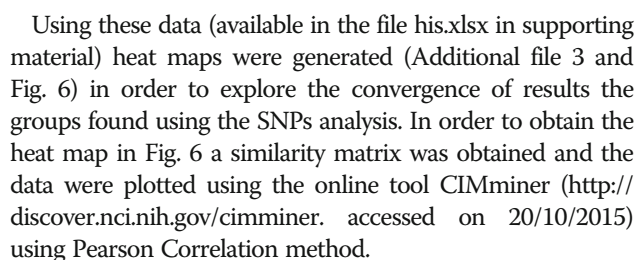 Using these data (available in the file his.xlsx in supporting
material) heat maps were generated (Additional file 3 and
Fig. 6) in order to explore the convergence of results the
groups found using the SNPs analysis. In order to obtain the
heat map in Fig. 6 a similarity matrix was obtained and the
data were plotted using the online tool CIMminer (http://
discover.nci.nih.gov/cimminer. accessed on 20/10/2015)
using Pearson Correlation method.